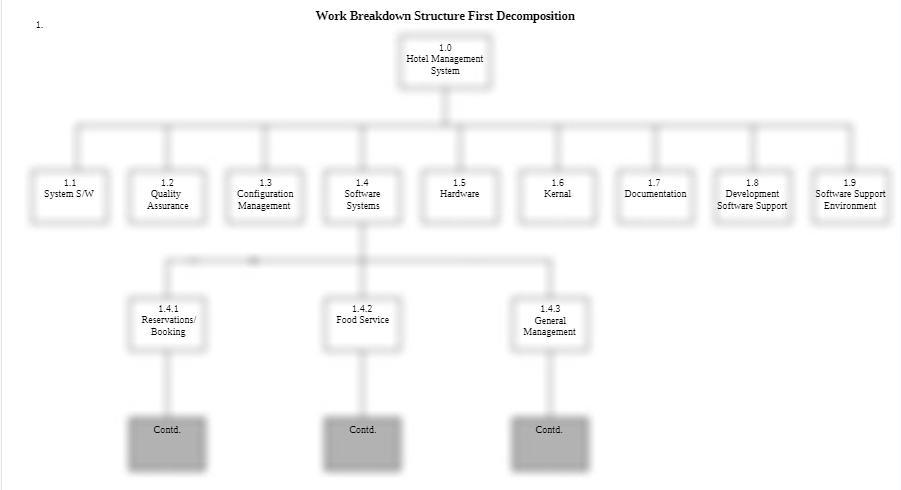 Work Breakdown Structure First Decomposition
1.
1.0
Hotel Management
System
1.1
System S/W
1.2
Quality
Assurance
1.3
Configuration
Management
1.4
Software
Systems
1.5
Hardware
1.6
Kernal
1.7
Documentation
1.8
Development
Software Support
1.9
Software Support
Environment
1.4.1
Reservations/
Booking
1.4.2
Food Service
1.4.3
General
Management
Contd.
Contd.
Contd.